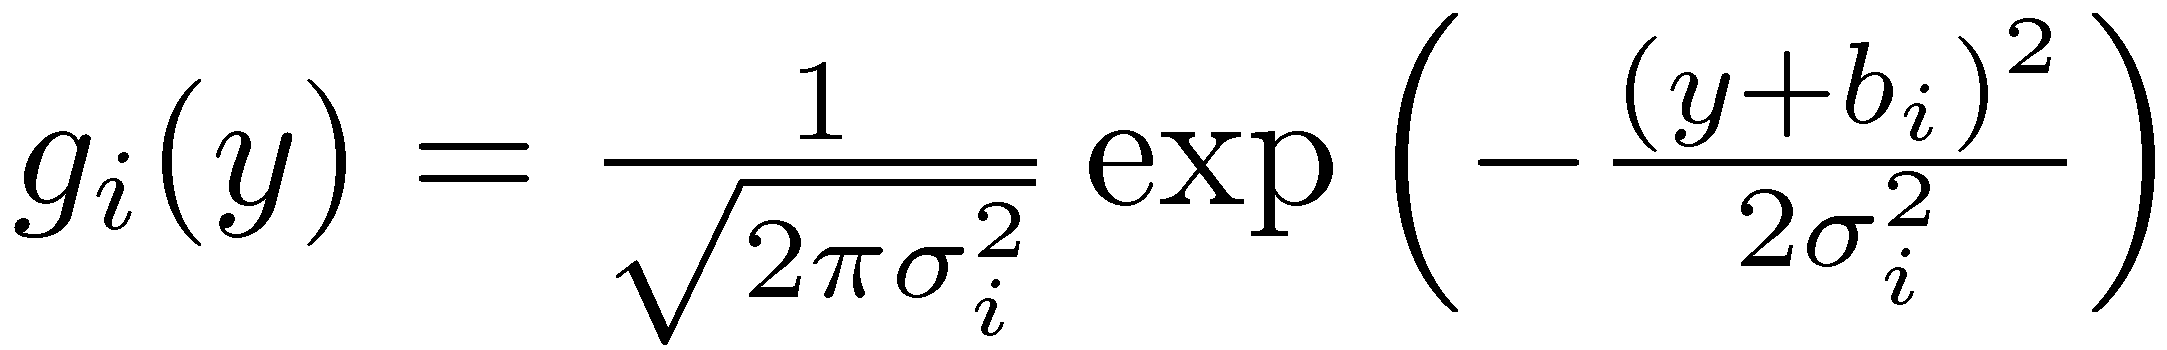 g_i(y) = \frac{1}{\sqrt{2\pi\sigma_i^2}} \exp\left(-\frac{(y+b_i)^2}{2\sigma_i^2}\right)